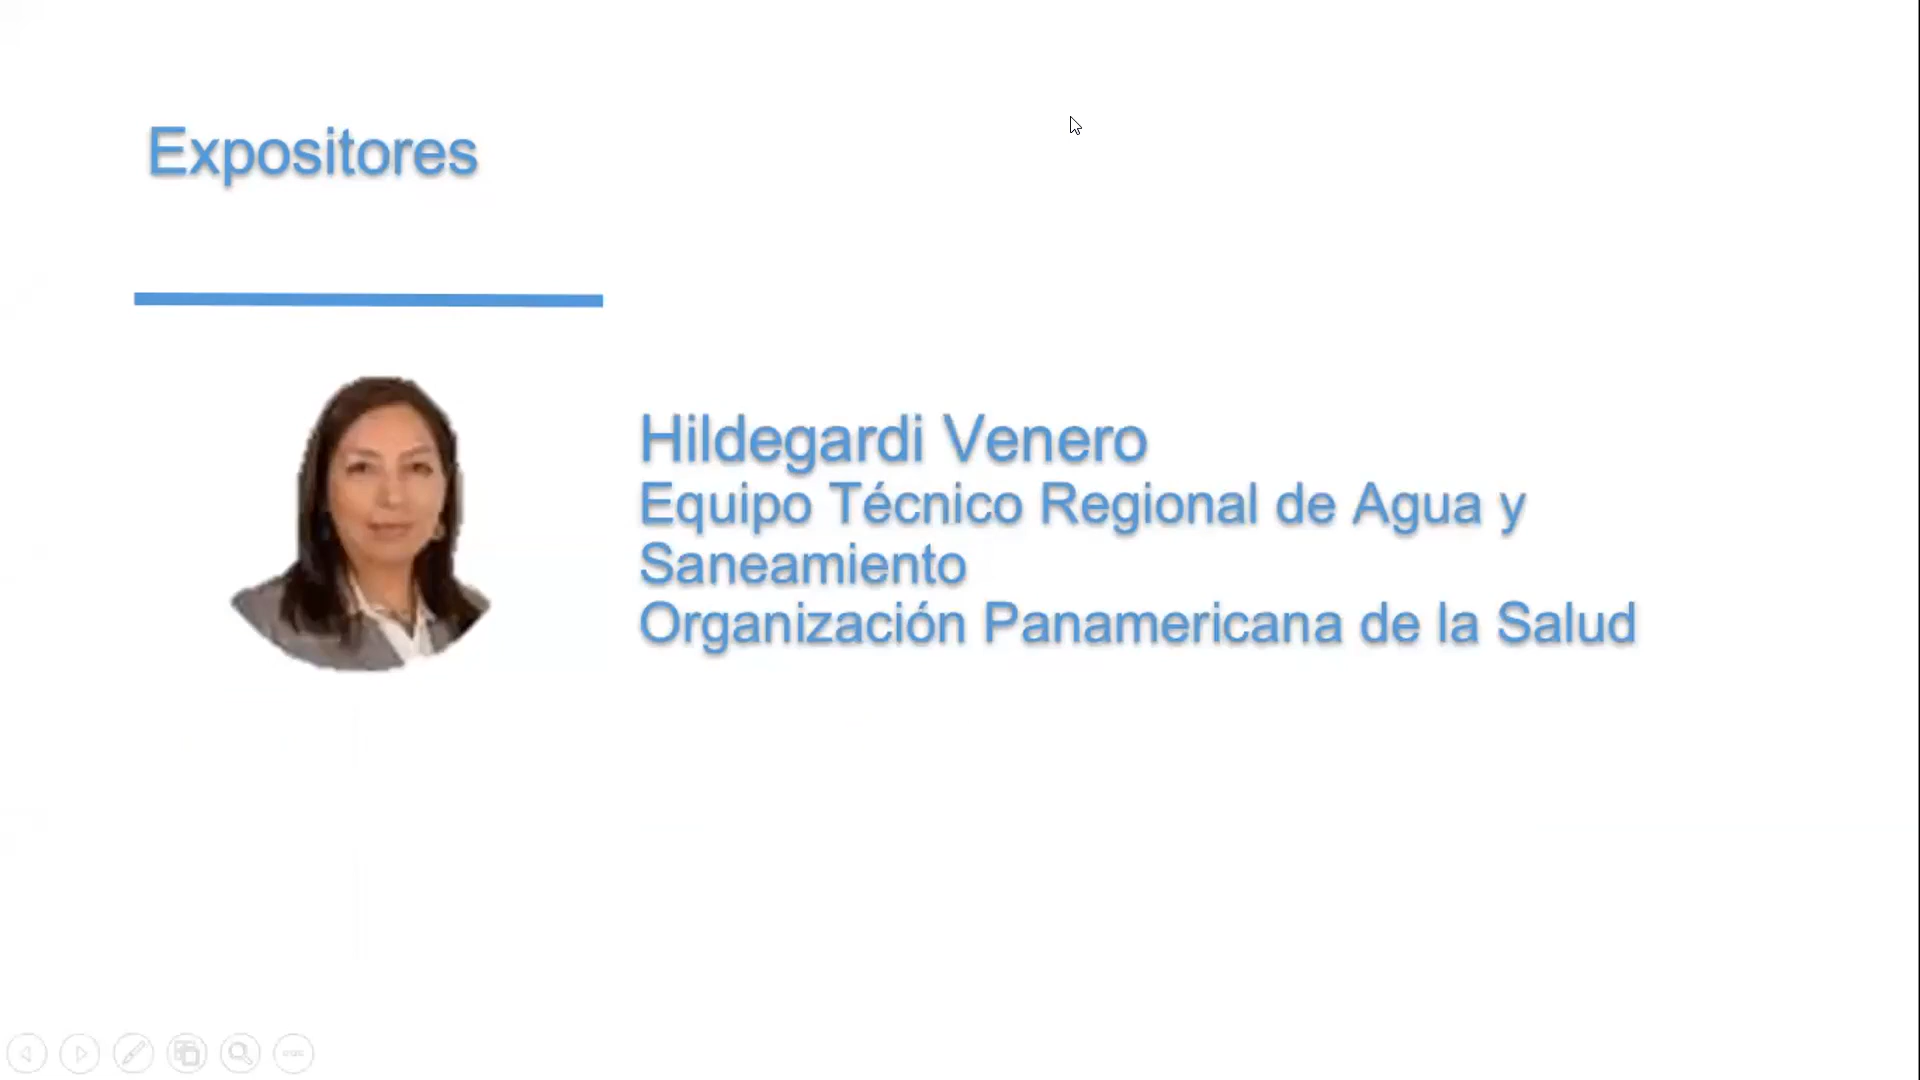 Expositores
Hildegardi Venero
Equipo Técnico Regional de Agua y
Saneamiento
Organización Panamericana de la Salud